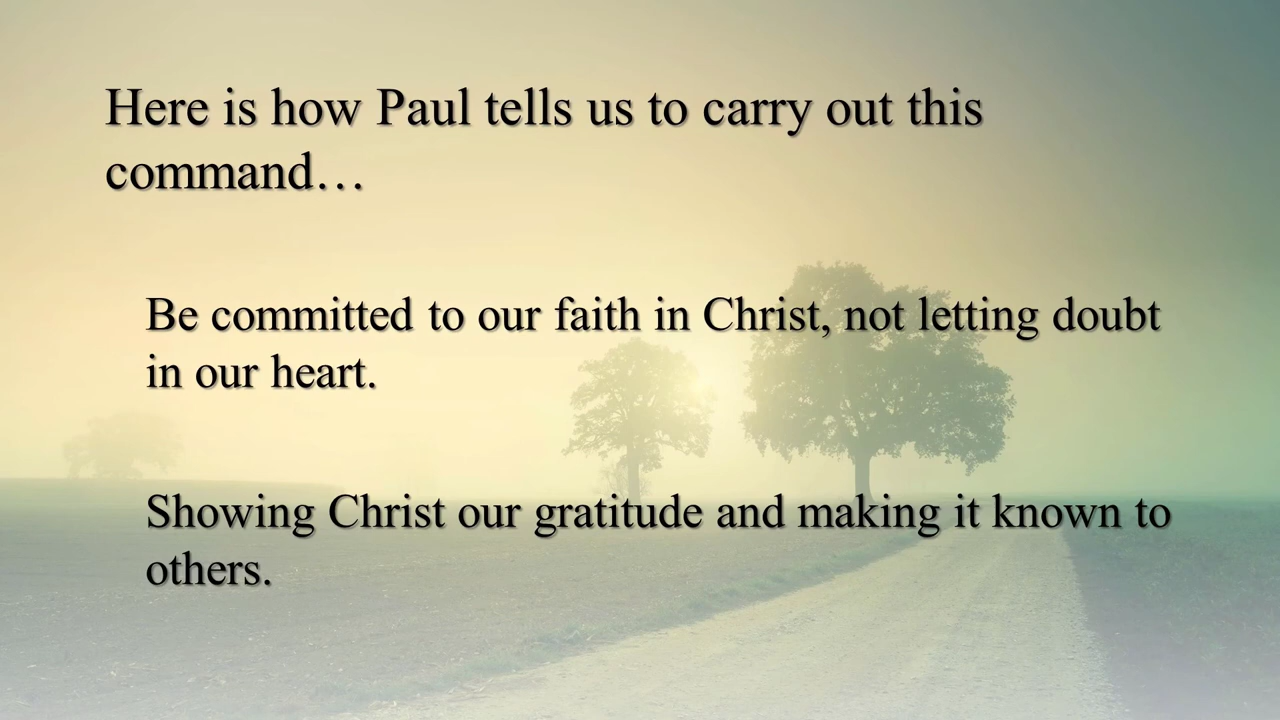 Here is how Paul tells us to carry out this
command…
Be committed to our faith in Christ, not letting doubt
in our heart.
Showing Christ our gratitude and making it known to
others.